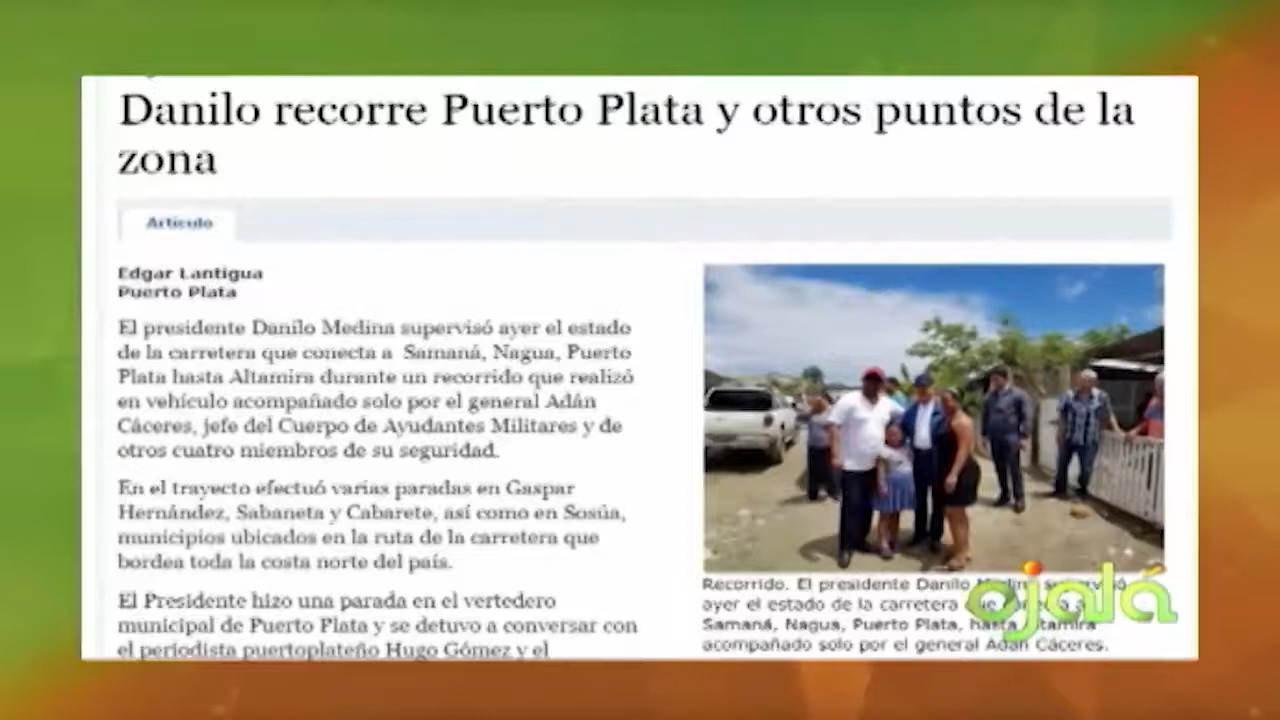 Danilo recorre Puerto Plata y otros puntos de la
zona
Artículo
Edgar Lantigua
Puerto Plata
El presidente Danilo Medina supervisó ayer el estado
de la carretera que conecta a Samaná, Nagua, Puerto
Plata hasta Altamira durante un recorrido que realizó
en vehículo acompañado solo por el general Adán
Cáceres, jefe del Cuerpo de Ayudantes Militares y de
otros cuatro miembros de su seguridad.
En el trayecto efectuó varias paradas en Gaspar
Hernández, Sabaneta y Cabarete, así como en Sosúa,
municipios ubicados en la ruta de la carretera que
bordea toda la costa norte del país.
El Presidente hizo una parada en el vertedero
municipal de Puerto Plata y se detuvo a conversar con
el periodista puertoplateño Hugo Gómez y el
Recorrido. El presidente Danilo Medina supervisó
ayer el estado de la carretera que conecta a
Samaná, Nagua, Puerto Plata, hasta Altamira
acompañado solo por el general Adán Cáceres.
ojalá